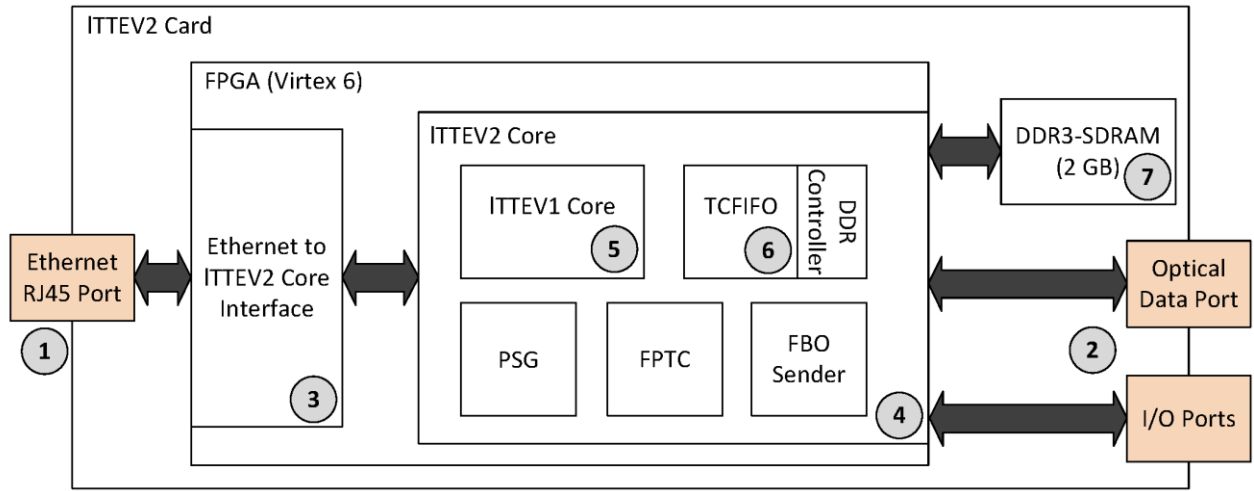 ITTEV2 Card
FPGA (Virtex 6)
ITTEV2 Core
DDR3-SDRAM
(2 GB)
7
ITTEV1 Core
5
TCFIFO
6
DDR
Controller
Ethernet
RJ45 Port
1
Ethernet to
ITTEV2 Core
Interface
3
Optical
Data Port
2
PSG
FPTC
FBO
Sender
4
I/O Ports